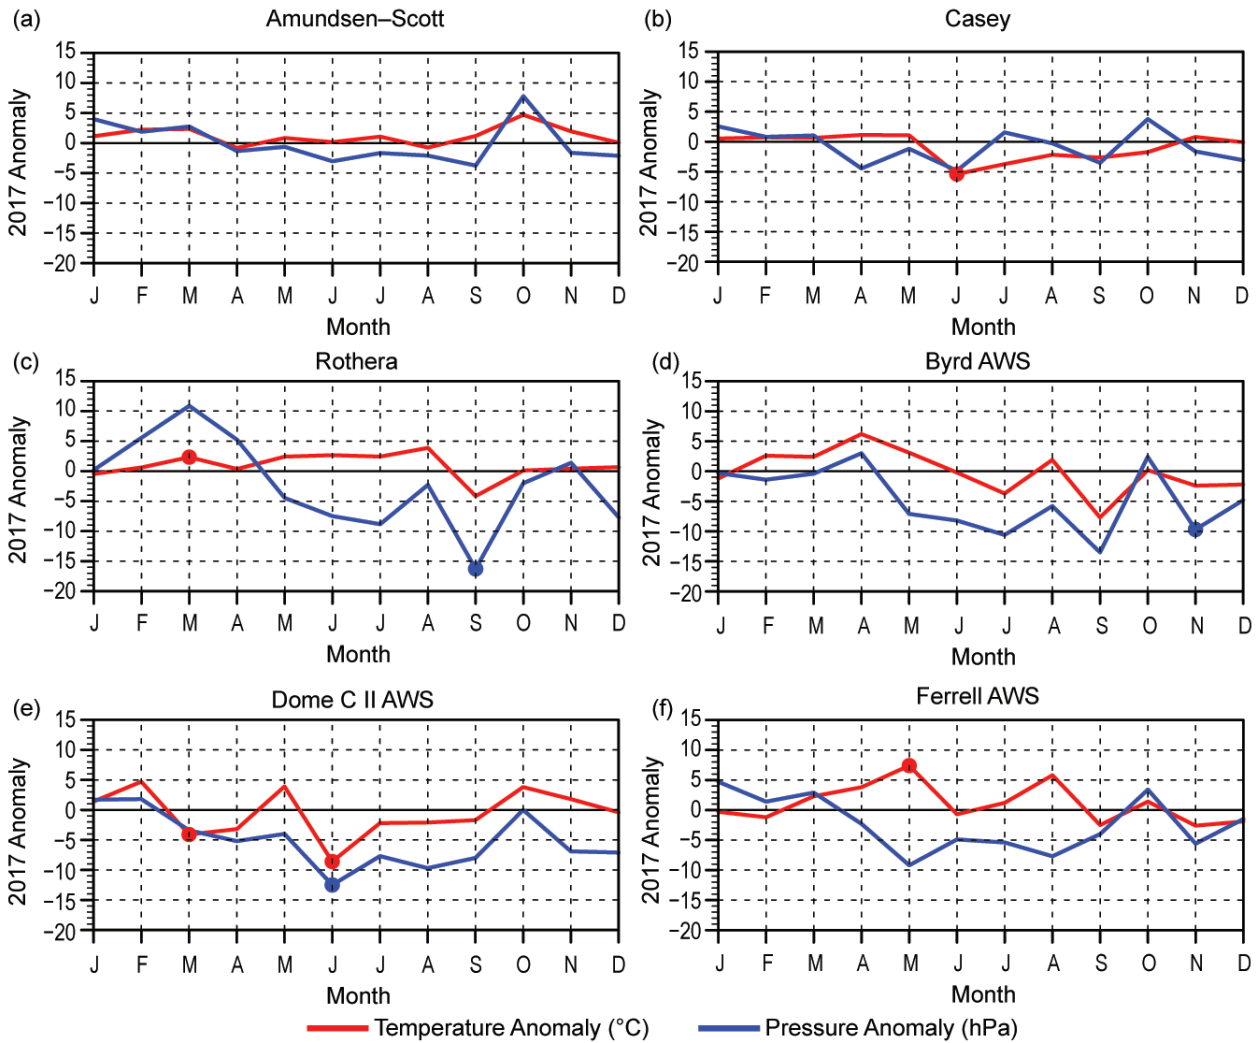 (a) Amundsen–Scott
(b) Casey
2017 Anomaly
15
10
5
0
−5
−10
−15
−20
J F M A M J J A S O N D
Month
2017 Anomaly
15
10
5
0
−5
−10
−15
−20
J F M A M J J A S O N D
Month
(c) Rothera
(d) Byrd AWS
2017 Anomaly
15
10
5
0
−5
−10
−15
−20
J F M A M J J A S O N D
Month
2017 Anomaly
15
10
5
0
−5
−10
−15
−20
J F M A M J J A S O N D
Month
(e) Dome C II AWS
(f) Ferrell AWS
2017 Anomaly
15
10
5
0
−5
−10
−15
−20
J F M A M J J A S O N D
Month
2017 Anomaly
15
10
5
0
−5
−10
−15
−20
J F M A M J J A S O N D
Month
Temperature Anomaly (°C)
Pressure Anomaly (hPa)